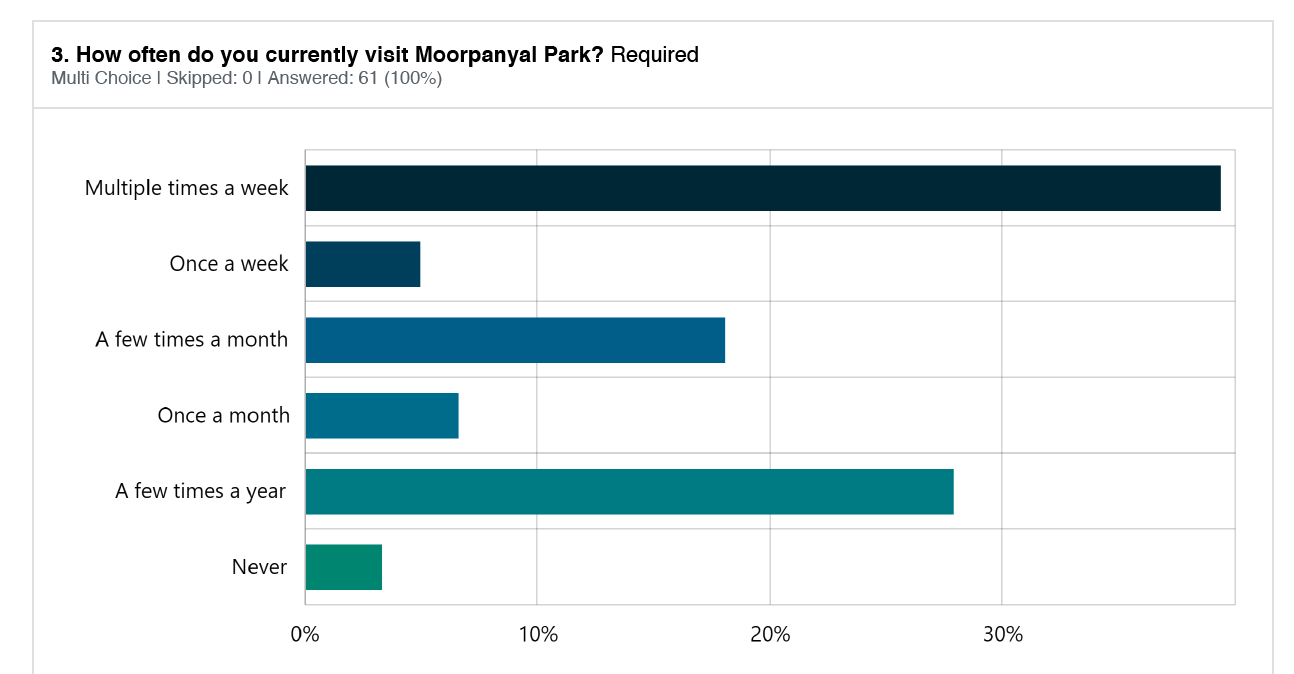 3. How often do you currently visit Moorpanyal Park? Required
Multi Choice | Skipped: 0 | Answered: 61 (100%)
Multiple times a week
Once a week
A few times a month
Once a month
A few times a year
Never
0% 10% 20% 30%